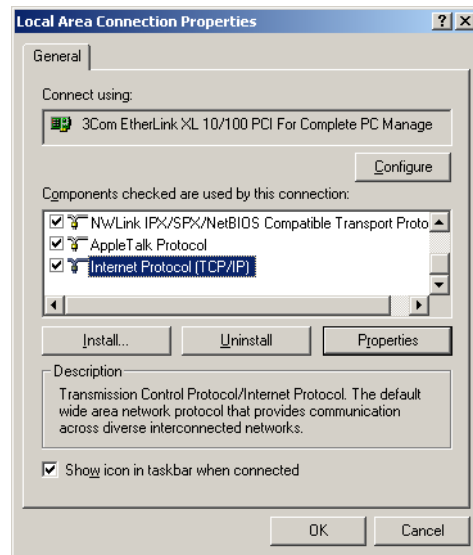 Local Area Connection Properties
General
Connect using:
3Com EtherLink XL 10/100 PCI For Complete PC Manage
Configure
Components checked are used by this connection:
NWLink IPX/SPX/NetBIOS Compatible Transport Proto
AppleTalk Protocol
Internet Protocol (TCP/IP)
Install... Uninstall Properties
Description
Transmission Control Protocol/Internet Protocol. The default
wide area network protocol that provides communication
across diverse interconnected networks.
Show icon in taskbar when connected
OK Cancel